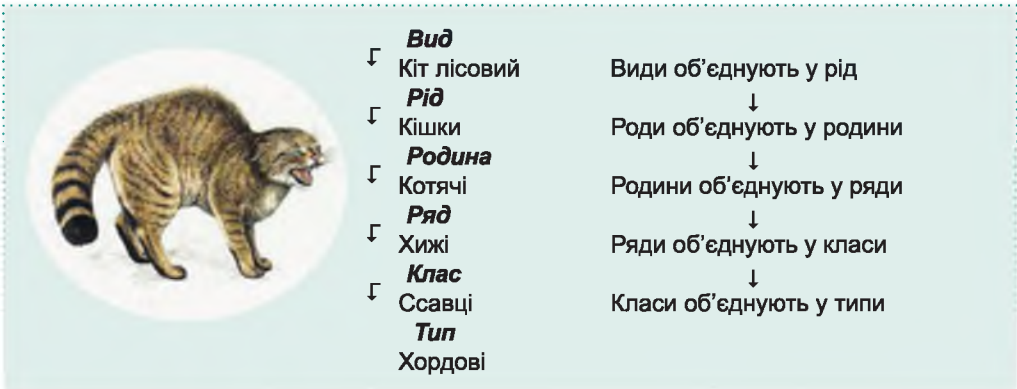 Вид
Кіт лісовий
Рід
Кішки
Родина
Котячі
Ряд
Хижі
Клас
Ссавці
Тип
Хордові
Види об’єднують у рід
↓
Роди об’єднують у родини
↓
Родини об’єднують у ряди
↓
Ряди об’єднують у класи
↓
Класи об’єднують у типи